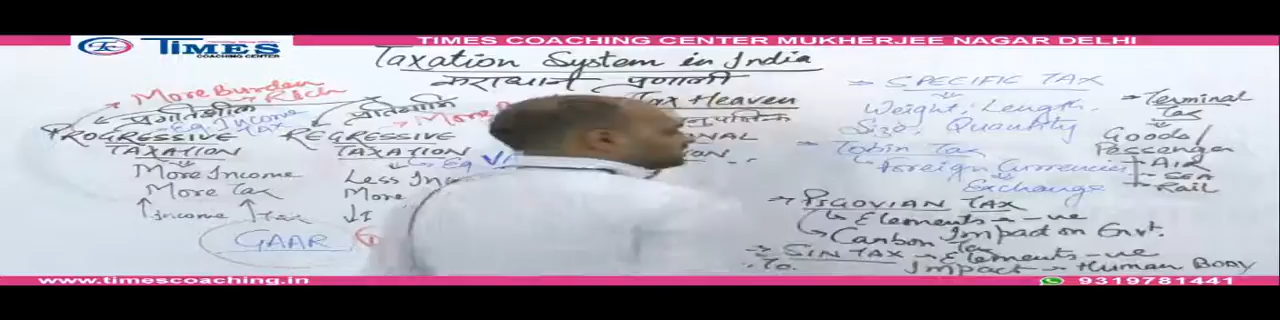 TIMES COACHING CENTER MUKHERJEE NAGAR DELHI
TIMES
COACHING CENTER
Taxation System in India
कराधान प्रणाली
More Burden
Rich
प्रगतिशील
Eg. Income
Tax
PROGRESSIVE
TAXATION
More Income
More Tax
↑Income ↑Tax
GAAR
REGRESSIVE
TAXATION
More
Eg
Less
More
Tax Heaven
→ SPECIFIC TAX
Weight, Length,
Size, Quantity
→ Tobin Tax
Foreign Currencies
Exchange
→ PIGOVIAN TAX
Elements → -ve
Carbon Impact on Envt.
Tax
→ SIN TAX → Elements -ve
Impact → Human Body
→ Terminal
Tax
Goods/
Passenger
→ AIR
→ SEA
→ Rail
www.timescoaching.in
9319781441